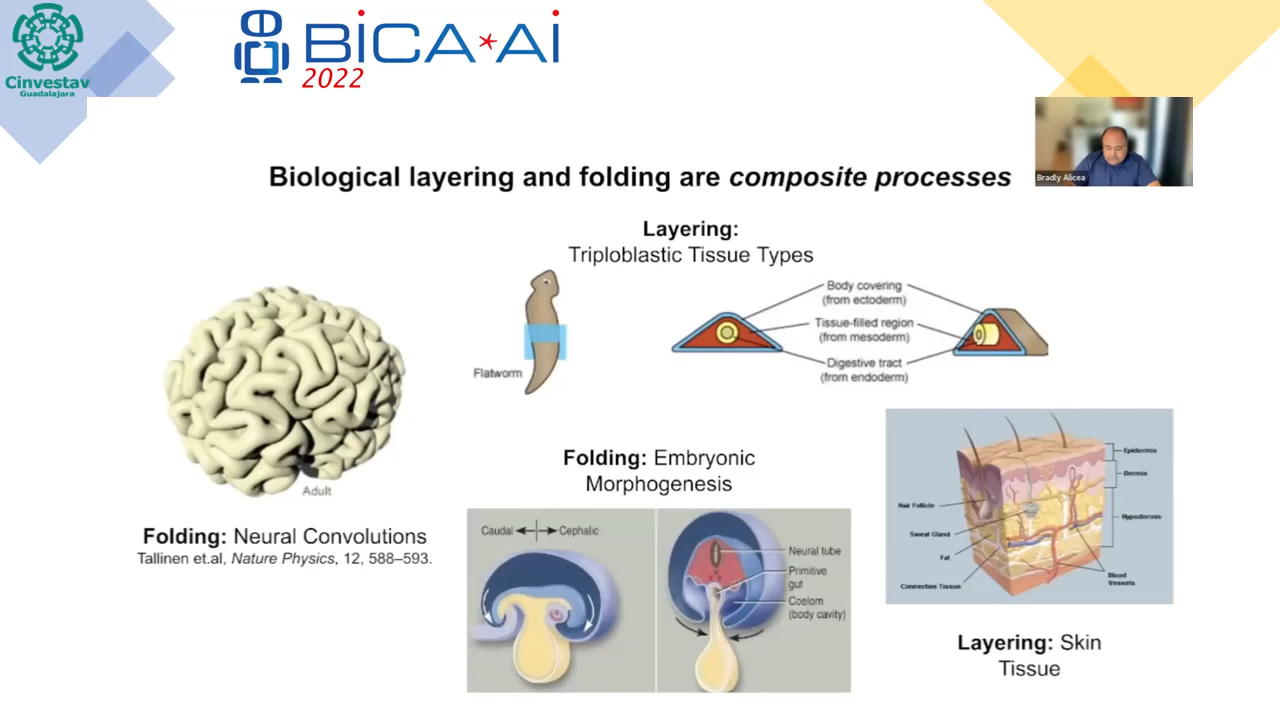 Cinvestav
Guadalajara
BiCA*Ai
2022
Bradly Alicea
Biological layering and folding are composite processes
Layering:
Triploblastic Tissue Types
Flatworm
Body covering
(from ectoderm)
Tissue-filled region
(from mesoderm)
Digestive tract
(from endoderm)
Adult
Folding: Neural Convolutions
Tallinen et.al, Nature Physics, 12, 588–593.
Folding: Embryonic
Morphogenesis
Caudal
Cephalic
Neural tube
Primitive
gut
Coelom
(body cavity)
Epidermis
Dermis
Hypodermis
Hair Follicle
Sweat Gland
Fat
Connective Tissue
Blood
Vessels
Layering: Skin
Tissue